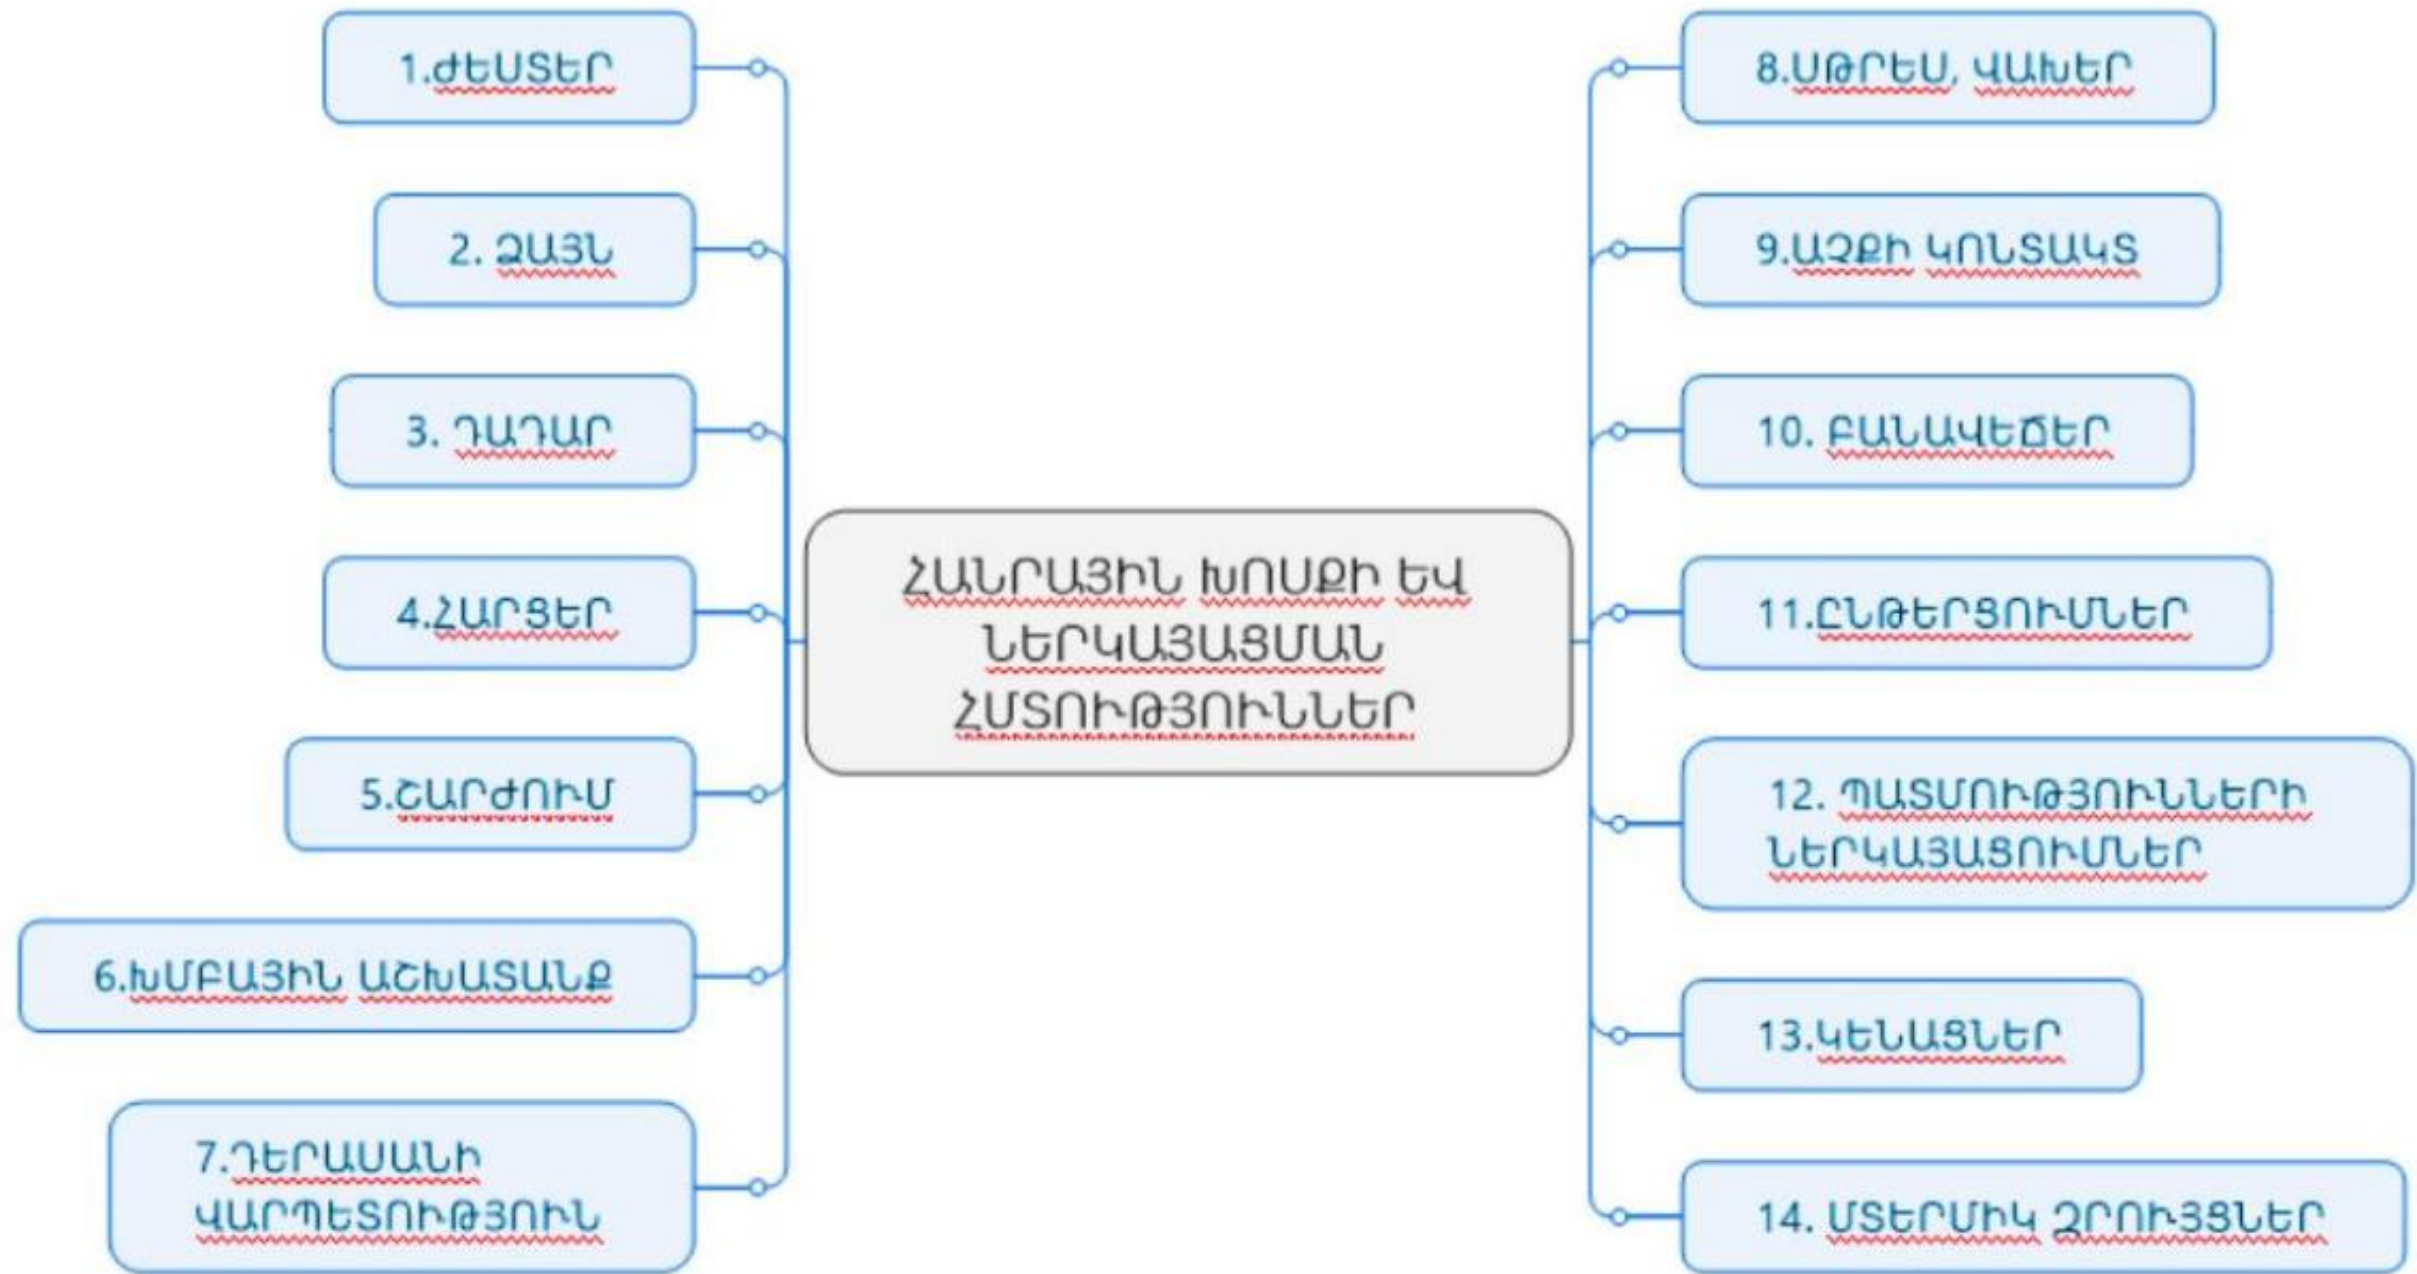 1.ԺԵՍՏԵՐ
2. ՁԱՅՆ
3. ԴԱԴԱՐ
4.ՀԱՐՑԵՐ
5.ՇԱՐԺՈՒՄ
6.ԽՄԲԱՅԻՆ ԱՇԽԱՏԱՆՔ
7.ԴԵՐԱՍԱՆԻ
ՎԱՐՊԵՏՈՒԹՅՈՒՆ
ՀԱՆՐԱՅԻՆ ԽՈՍՔԻ ԵՎ
ՆԵՐԿԱՅԱՑՄԱՆ
ՀՄՏՈՒԹՅՈՒՆՆԵՐ
8.ՍԹՐԵՍ, ՎԱԽԵՐ
9.ԱՉՔԻ ԿՈՆՏԱԿՏ
10. ԲԱՆԱՎԵՃԵՐ
11.ԸՆԹԵՐՑՈՒՄՆԵՐ
12. ՊԱՏՄՈՒԹՅՈՒՆՆԵՐԻ
ՆԵՐԿԱՅԱՑՈՒՄՆԵՐ
13.ԿԵՆԱՑՆԵՐ
14. ՄՏԵՐՄԻԿ ԶՐՈՒՅՑՆԵՐ